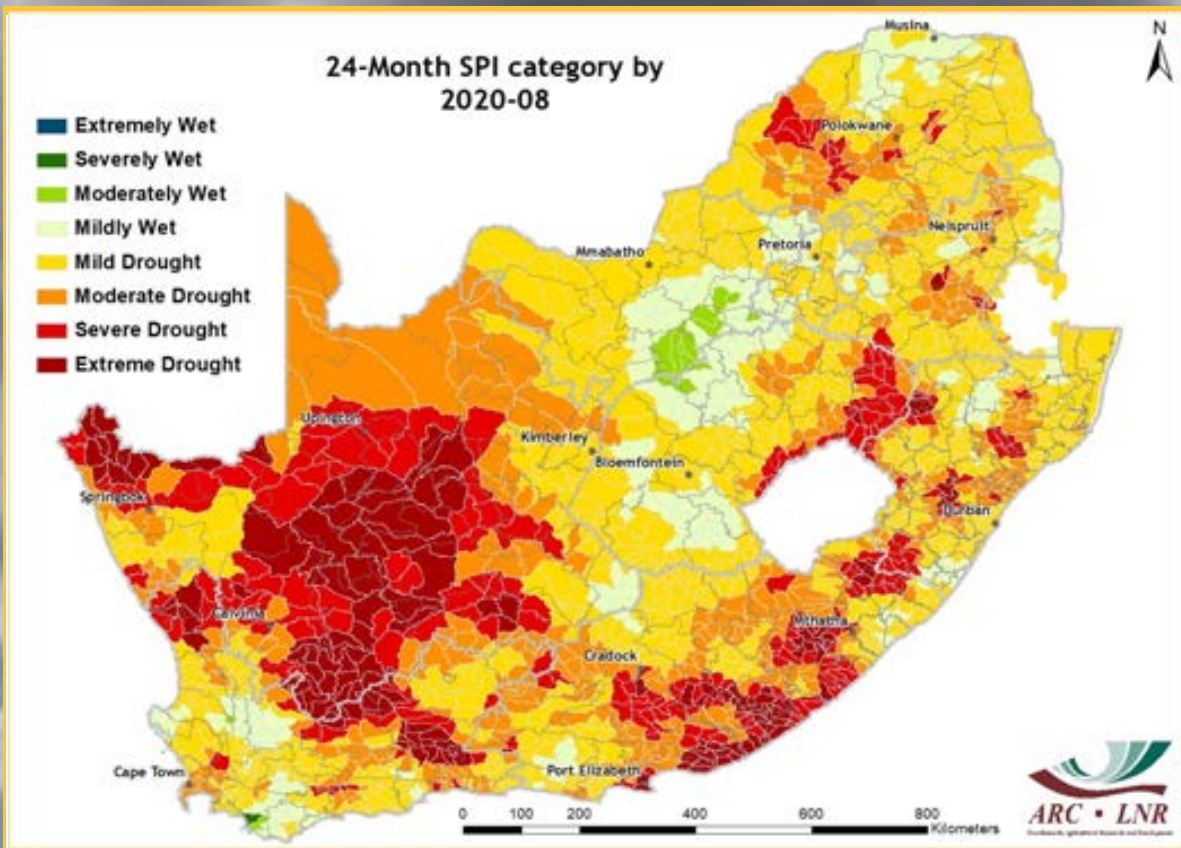 24-Month SPI category by
2020-08
N
Extremely Wet
Severely Wet
Moderately Wet
Mildly Wet
Mild Drought
Moderate Drought
Severe Drought
Extreme Drought
Musina
Polokwane
Nelspruit
Pretoria
Mmabatho
Upington
Kimberley
Bloemfontein
Springbok
Durban
Calvinia
Mthatha
Cradock
Cape Town
Port Elizabeth
0 100 200 400 600 800
Kilometers
ARC • LNR